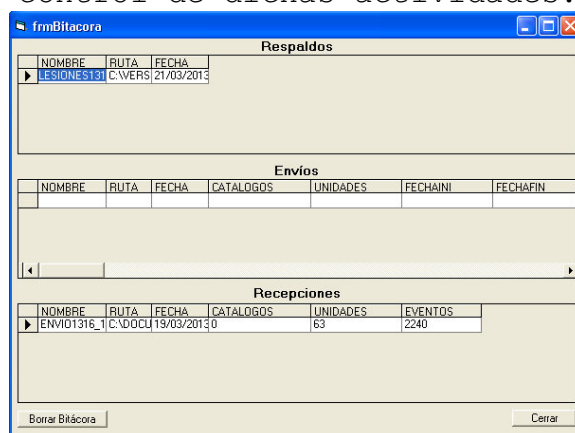 control de dichas actividades.
frmBitacora
Respaldos
NOMBRE RUTA FECHA
LESIONES131 C:\VERS 21/03/2013
Envíos
NOMBRE RUTA FECHA CATALOGOS UNIDADES FECHAINI FECHAFIN
Recepciones
NOMBRE RUTA FECHA CATALOGOS UNIDADES EVENTOS
ENVIO1316_1 C:\DOCU 19/03/2013 0 63 2240
Borrar Bitácora Cerrar